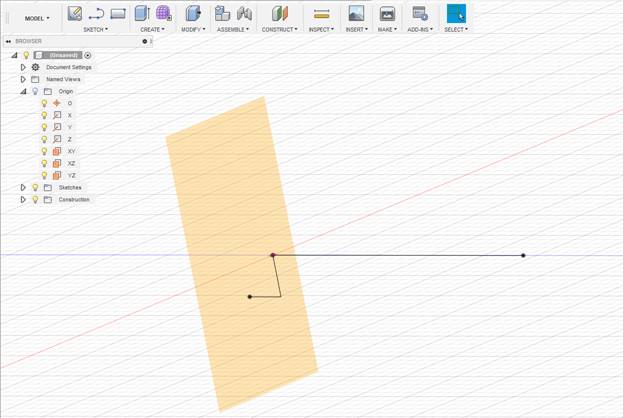 MODEL
SKETCH
CREATE
MODIFY
ASSEMBLE
CONSTRUCT
INSPECT
INSERT
MAKE
ADD-INS
SELECT
BROWSER
(Unsaved)
Document Settings
Named Views
Origin
O
X
Y
Z
XY
XZ
YZ
Sketches
Construction